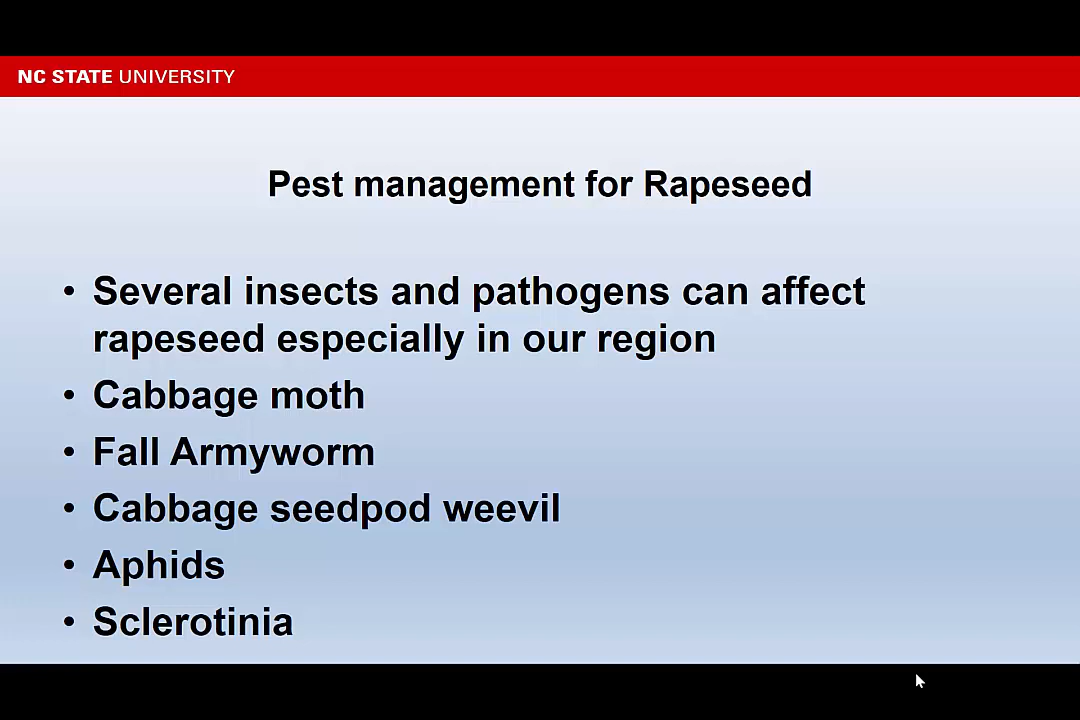 NC STATE UNIVERSITY
Pest management for Rapeseed
• Several insects and pathogens can affect
rapeseed especially in our region
• Cabbage moth
• Fall Armyworm
• Cabbage seedpod weevil
• Aphids
• Sclerotinia